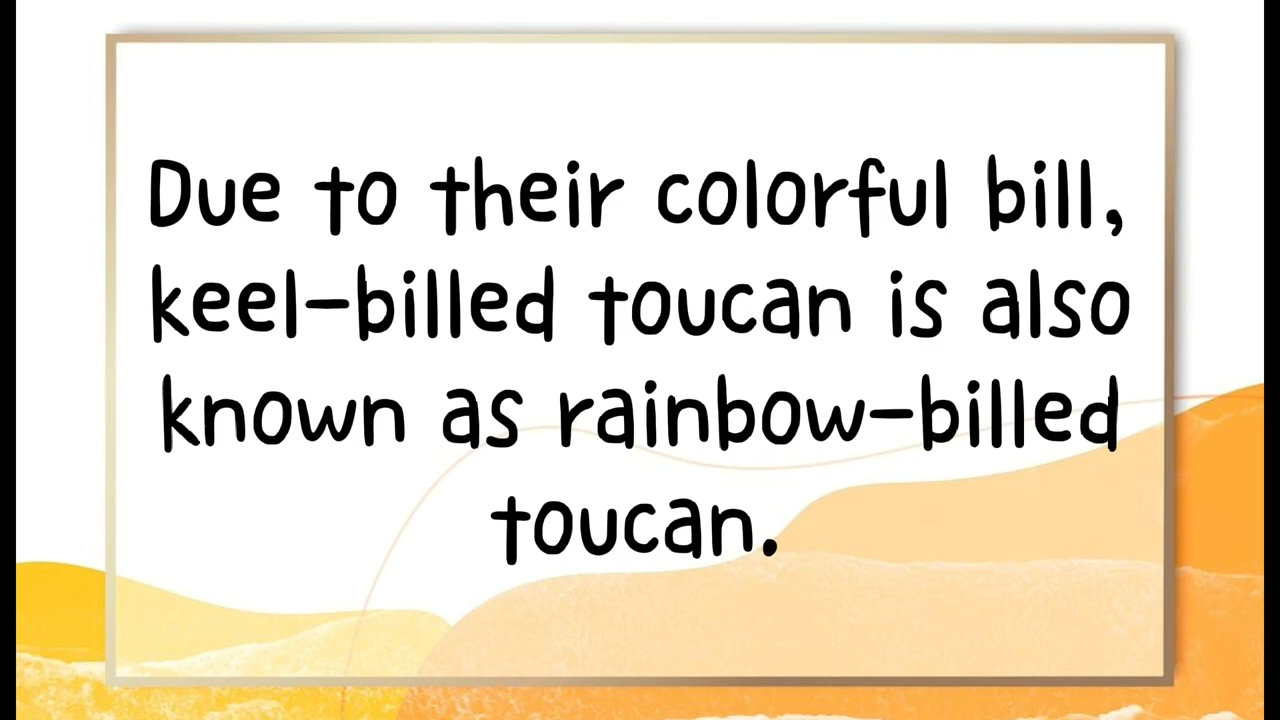 Due to their colorful bill,
keel-billed toucan is also
known as rainbow-billed
toucan.